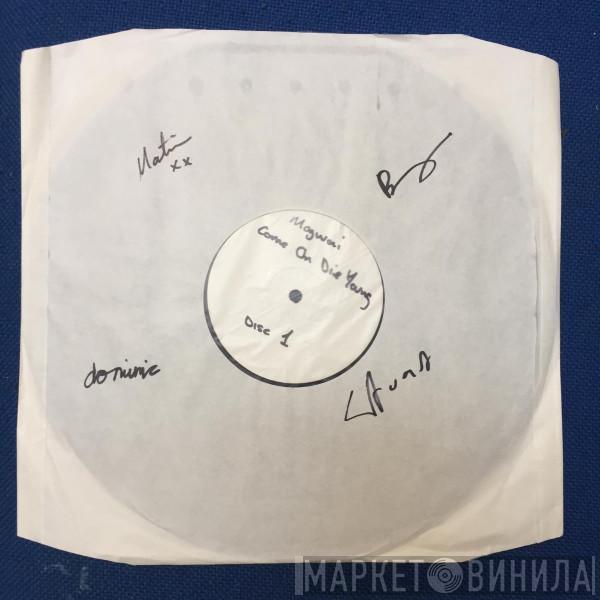 Martin
xx
B
Mogwai
Come On Die Young
Disc 1
dominic
МАРКЕТ ВИНИЛА